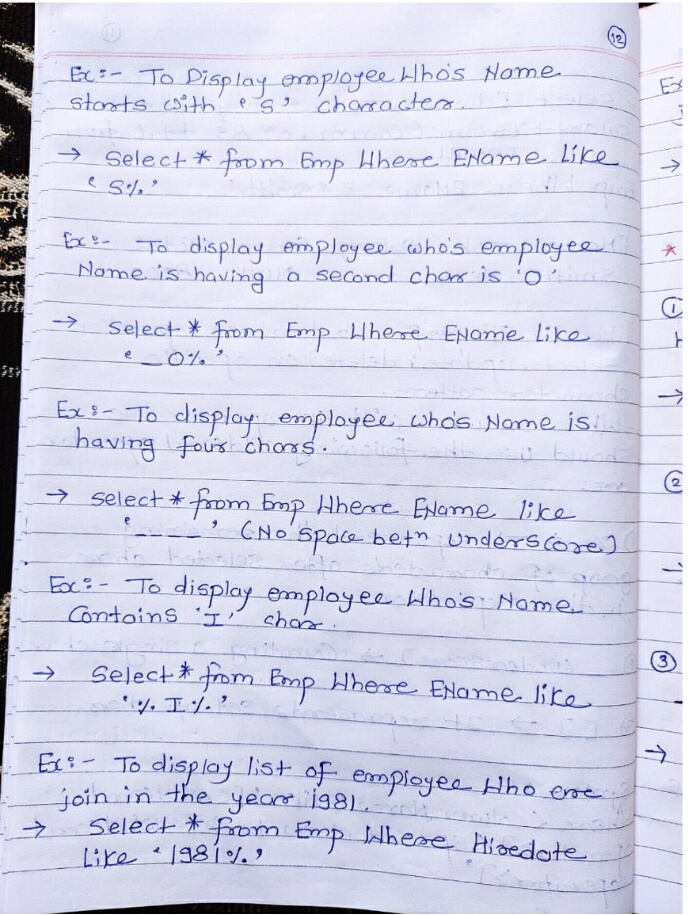 12
Ex:- To Display employee Who's Name
starts with 'S' character.
→ Select * from Emp Where EName Like
'S%'
Ex:- To display employee who's employee
Name is having a second char is 'O'
→ Select * from Emp Where EName Like
'_O%'
Ex:- To display employee who's Name is
having four chars.
→ select * from Emp Where EName like
'____' (No space betn underscore)
Ex:- To display employee Who's Name
Contains 'I' char.
→ Select * from Emp Where EName like
'%I%'
Ex:- To display list of employee Who are
join in the year 1981.
→ Select * from Emp Where Hiredate
Like '1981%'
Ex
→
*
1
→
2
3
→